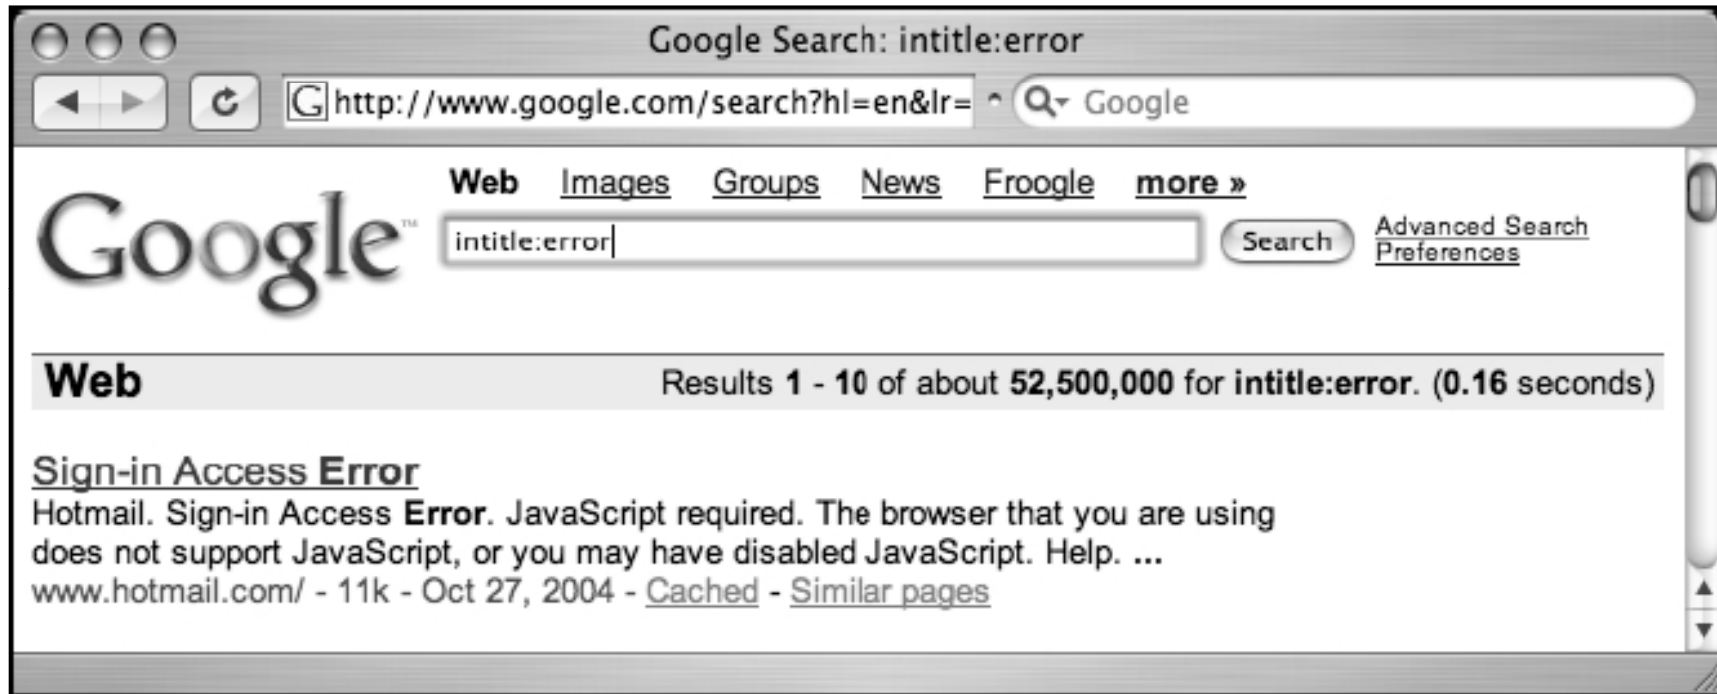 Google Search: intitle:error
G http://www.google.com/search?hl=en&lr= Google
Web Images Groups News Froogle more »
Google™
intitle:error Search Advanced Search
Preferences
Web Results 1 - 10 of about 52,500,000 for intitle:error. (0.16 seconds)
Sign-in Access Error
Hotmail. Sign-in Access Error. JavaScript required. The browser that you are using
does not support JavaScript, or you may have disabled JavaScript. Help. ...
www.hotmail.com/ - 11k - Oct 27, 2004 - Cached - Similar pages